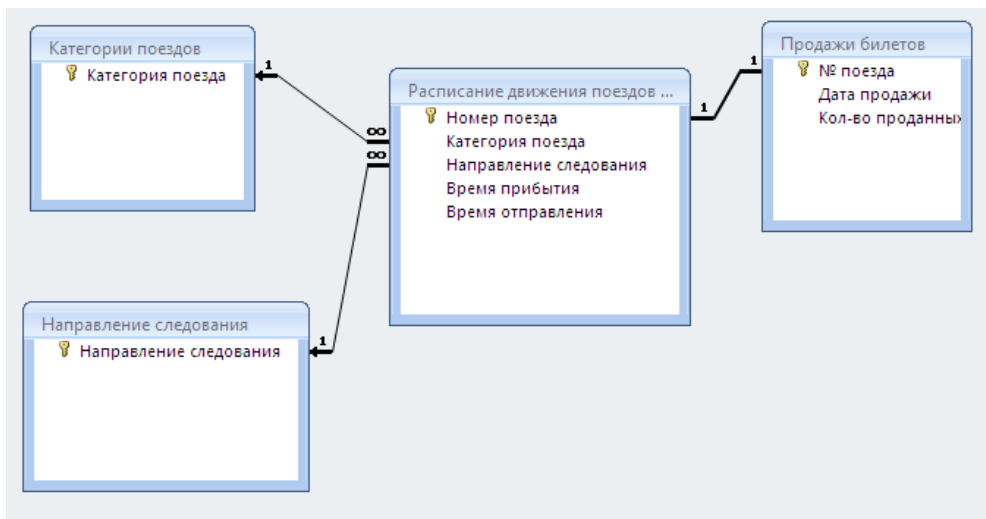 Категории поездов
Категория поезда
1
∞
∞
Расписание движения поездов ...
Номер поезда
Категория поезда
Направление следования
Время прибытия
Время отправления
1
1
Продажи билетов
№ поезда
Дата продажи
Кол-во проданных
Направление следования
Направление следования
1